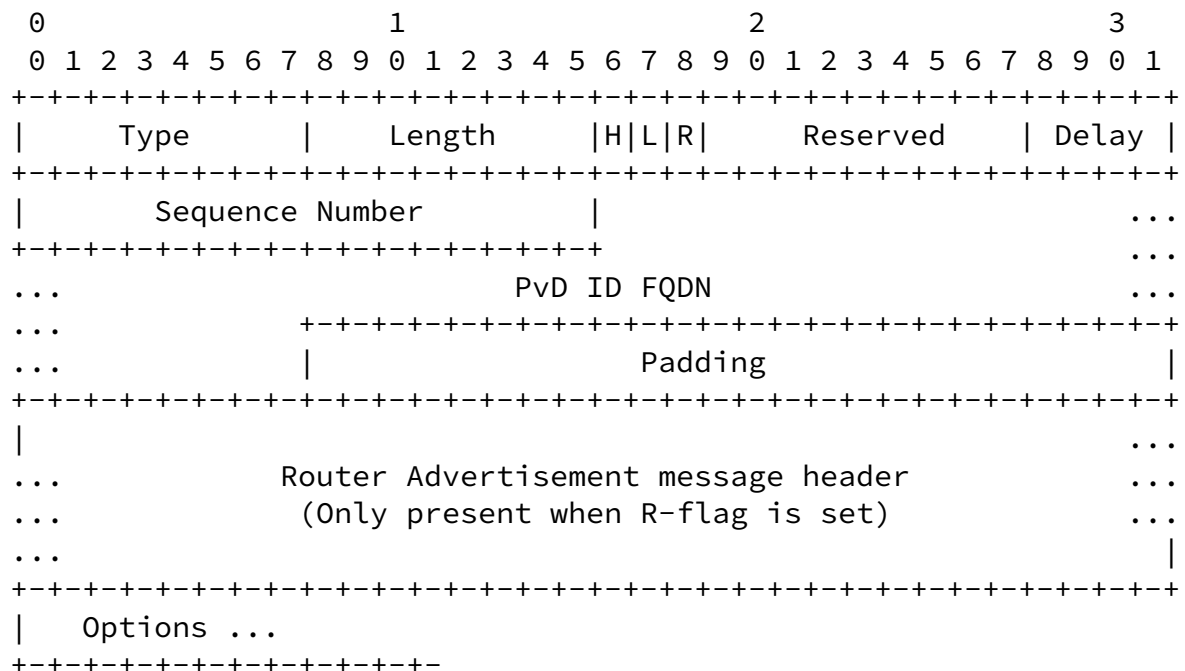 0                   1                   2                   3
 0 1 2 3 4 5 6 7 8 9 0 1 2 3 4 5 6 7 8 9 0 1 2 3 4 5 6 7 8 9 0 1
+-+-+-+-+-+-+-+-+-+-+-+-+-+-+-+-+-+-+-+-+-+-+-+-+-+-+-+-+-+-+-+-+
|     Type      |    Length     |H|L|R|     Reserved    | Delay |
+-+-+-+-+-+-+-+-+-+-+-+-+-+-+-+-+-+-+-+-+-+-+-+-+-+-+-+-+-+-+-+-+
|       Sequence Number         |                             ...
+-+-+-+-+-+-+-+-+-+-+-+-+-+-+-+-+                             ...
...                         PvD ID FQDN                       ...
...             +-+-+-+-+-+-+-+-+-+-+-+-+-+-+-+-+-+-+-+-+-+-+-+-+
...             |                  Padding                      |
+-+-+-+-+-+-+-+-+-+-+-+-+-+-+-+-+-+-+-+-+-+-+-+-+-+-+-+-+-+-+-+-+
|                                                             ...
...            Router Advertisement message header            ...
...             (Only present when R-flag is set)             ...
...                                                             |
+-+-+-+-+-+-+-+-+-+-+-+-+-+-+-+-+-+-+-+-+-+-+-+-+-+-+-+-+-+-+-+-+
|   Options ...
+-+-+-+-+-+-+-+-+-+-+-+-